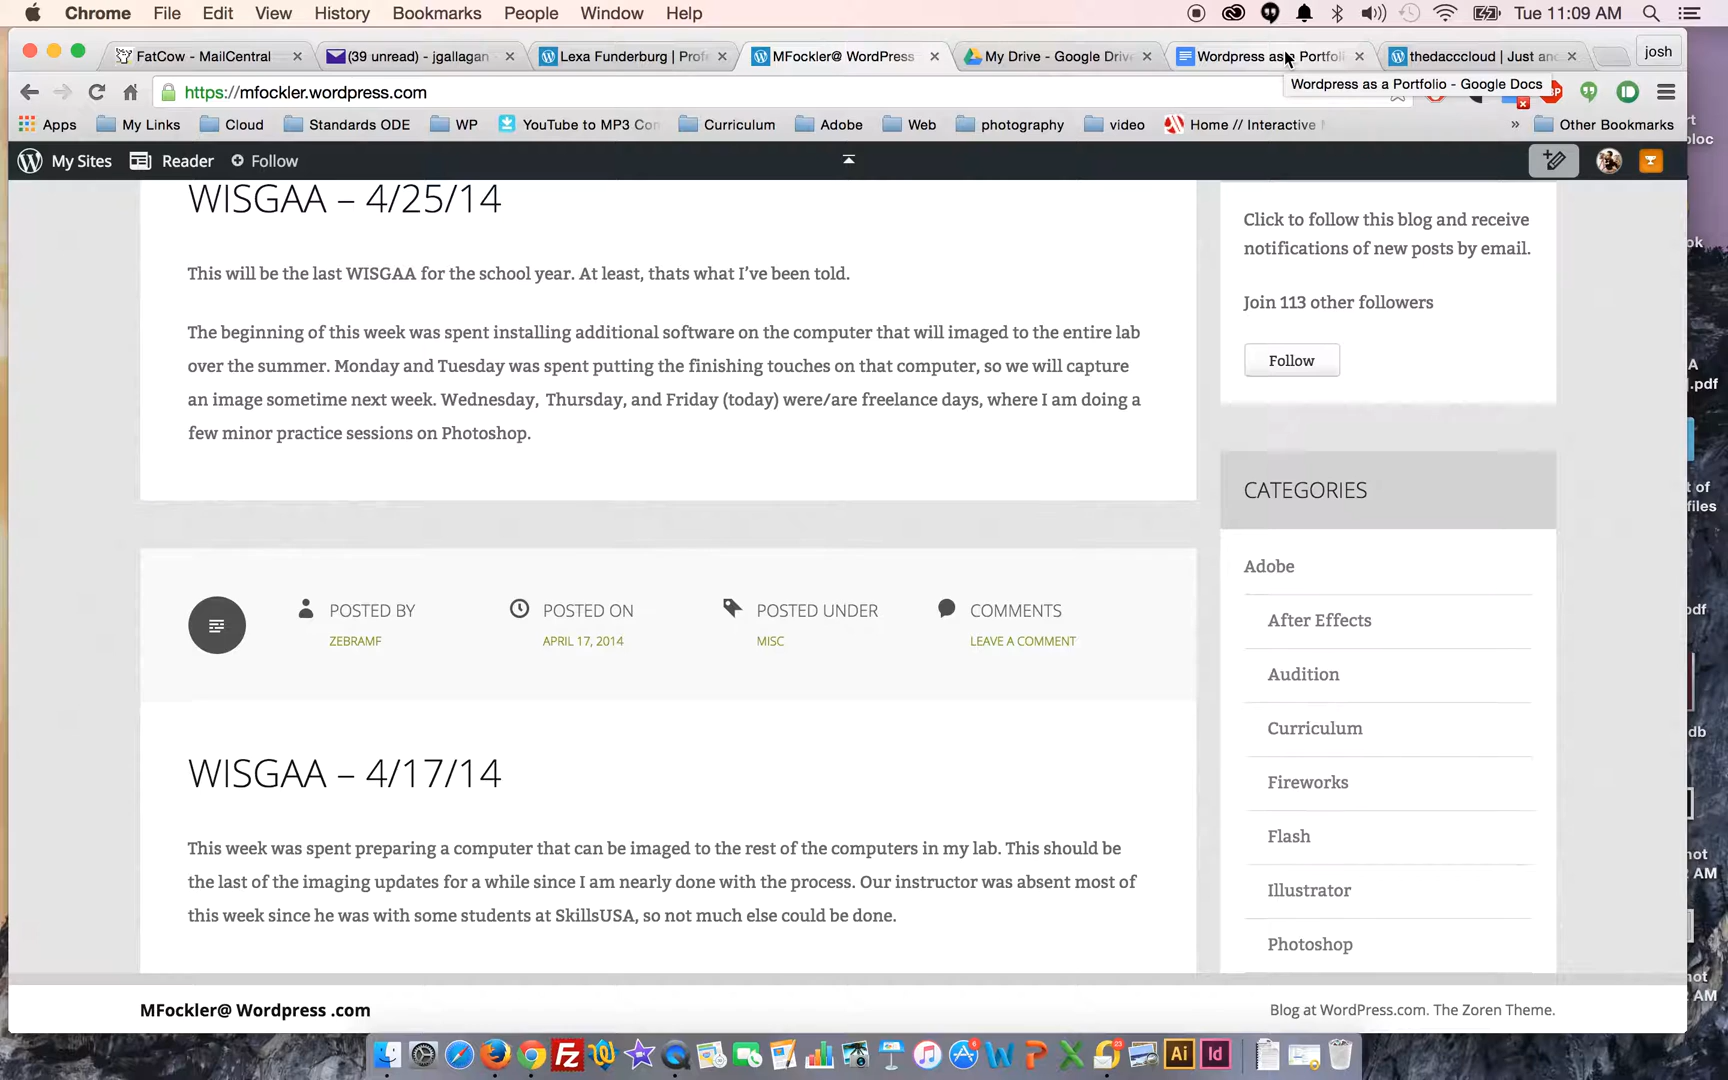 Chrome File Edit View History Bookmarks People Window Help Tue 11:09 AM
FatCow - MailCentral (39 unread) - jgallagan Lexa Funderburg | Prof MFockler@ WordPress My Drive - Google Driv Wordpress as a Portfoli thedacccloud | Just an josh
https://mfockler.wordpress.com
Wordpress as a Portfolio - Google Docs
Apps My Links Cloud Standards ODE WP YouTube to MP3 Con Curriculum Adobe Web photography video Home // Interactive » Other Bookmarks
My Sites Reader Follow
WISGAA – 4/25/14
This will be the last WISGAA for the school year. At least, thats what I've been told.
The beginning of this week was spent installing additional software on the computer that will imaged to the entire lab
over the summer. Monday and Tuesday was spent putting the finishing touches on that computer, so we will capture
an image sometime next week. Wednesday, Thursday, and Friday (today) were/are freelance days, where I am doing a
few minor practice sessions on Photoshop.
Click to follow this blog and receive
notifications of new posts by email.
Join 113 other followers
Follow
POSTED BY
ZEBRAMF
POSTED ON
APRIL 17, 2014
POSTED UNDER
MISC
COMMENTS
LEAVE A COMMENT
WISGAA – 4/17/14
This week was spent preparing a computer that can be imaged to the rest of the computers in my lab. This should be
the last of the imaging updates for a while since I am nearly done with the process. Our instructor was absent most of
this week since he was with some students at SkillsUSA, so not much else could be done.
CATEGORIES
Adobe
After Effects
Audition
Curriculum
Fireworks
Flash
Illustrator
Photoshop
MFockler@ Wordpress .com
Blog at WordPress.com. The Zoren Theme.
Fz
Ai
Id